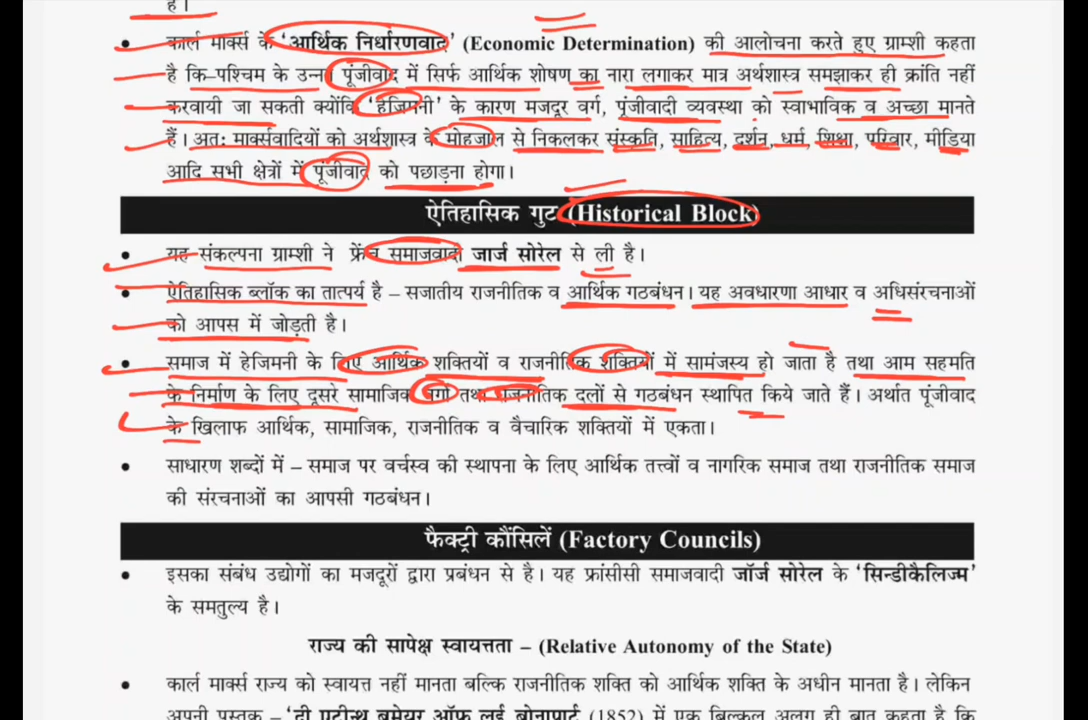 है।
कार्ल मार्क्स के 'आर्थिक निर्धारणवाद' (Economic Determination) की आलोचना करते हुए ग्राम्शी कहता
है कि-पश्चिम के उन्नत पूंजीवाद में सिर्फ आर्थिक शोषण का नारा लगाकर मात्र अर्थशास्त्र समझाकर ही क्रांति नहीं
करवायी जा सकती क्योंकि 'हेजिमनी' के कारण मजदूर वर्ग, पूंजीवादी व्यवस्था को स्वाभाविक व अच्छा मानते
हैं। अतः मार्क्सवादियों को अर्थशास्त्र के मोहजाल से निकलकर संस्कृति, साहित्य, दर्शन, धर्म, शिक्षा, परिवार, मीडिया
आदि सभी क्षेत्रों में पूंजीवाद को पछाड़ना होगा।
ऐतिहासिक गुट (Historical Block)
यह संकल्पना ग्राम्शी ने फ्रेंच समाजवादी जार्ज सोरेल से ली है।
ऐतिहासिक ब्लॉक का तात्पर्य है – सजातीय राजनीतिक व आर्थिक गठबंधन। यह अवधारणा आधार व अधिसंरचनाओं
को आपस में जोड़ती है।
समाज में हेजिमनी के लिए आर्थिक शक्तियों व राजनीतिक शक्तियों में सामंजस्य हो जाता है तथा आम सहमति
के निर्माण के लिए दूसरे सामाजिक वर्गों तथा राजनीतिक दलों से गठबंधन स्थापित किये जाते हैं। अर्थात पूंजीवाद
के खिलाफ आर्थिक, सामाजिक, राजनीतिक व वैचारिक शक्तियों में एकता।
साधारण शब्दों में – समाज पर वर्चस्व की स्थापना के लिए आर्थिक तत्त्वों व नागरिक समाज तथा राजनीतिक समाज
की संरचनाओं का आपसी गठबंधन।
फैक्ट्री कौंसिलें (Factory Councils)
इसका संबंध उद्योगों का मजदूरों द्वारा प्रबंधन से है। यह फ्रांसीसी समाजवादी जॉर्ज सोरेल के 'सिन्डीकैलिज्म'
के समतुल्य है।
राज्य की सापेक्ष स्वायत्तता – (Relative Autonomy of the State)
कार्ल मार्क्स राज्य को स्वायत्त नहीं मानता बल्कि राजनीतिक शक्ति को आर्थिक शक्ति के अधीन मानता है। लेकिन
अपनी पुस्तक – 'दी एटीन्थ ब्रुमेयर ऑफ लुई बोनापार्ट (1852) में एक बिल्कुल अलग ही बात कहता है कि